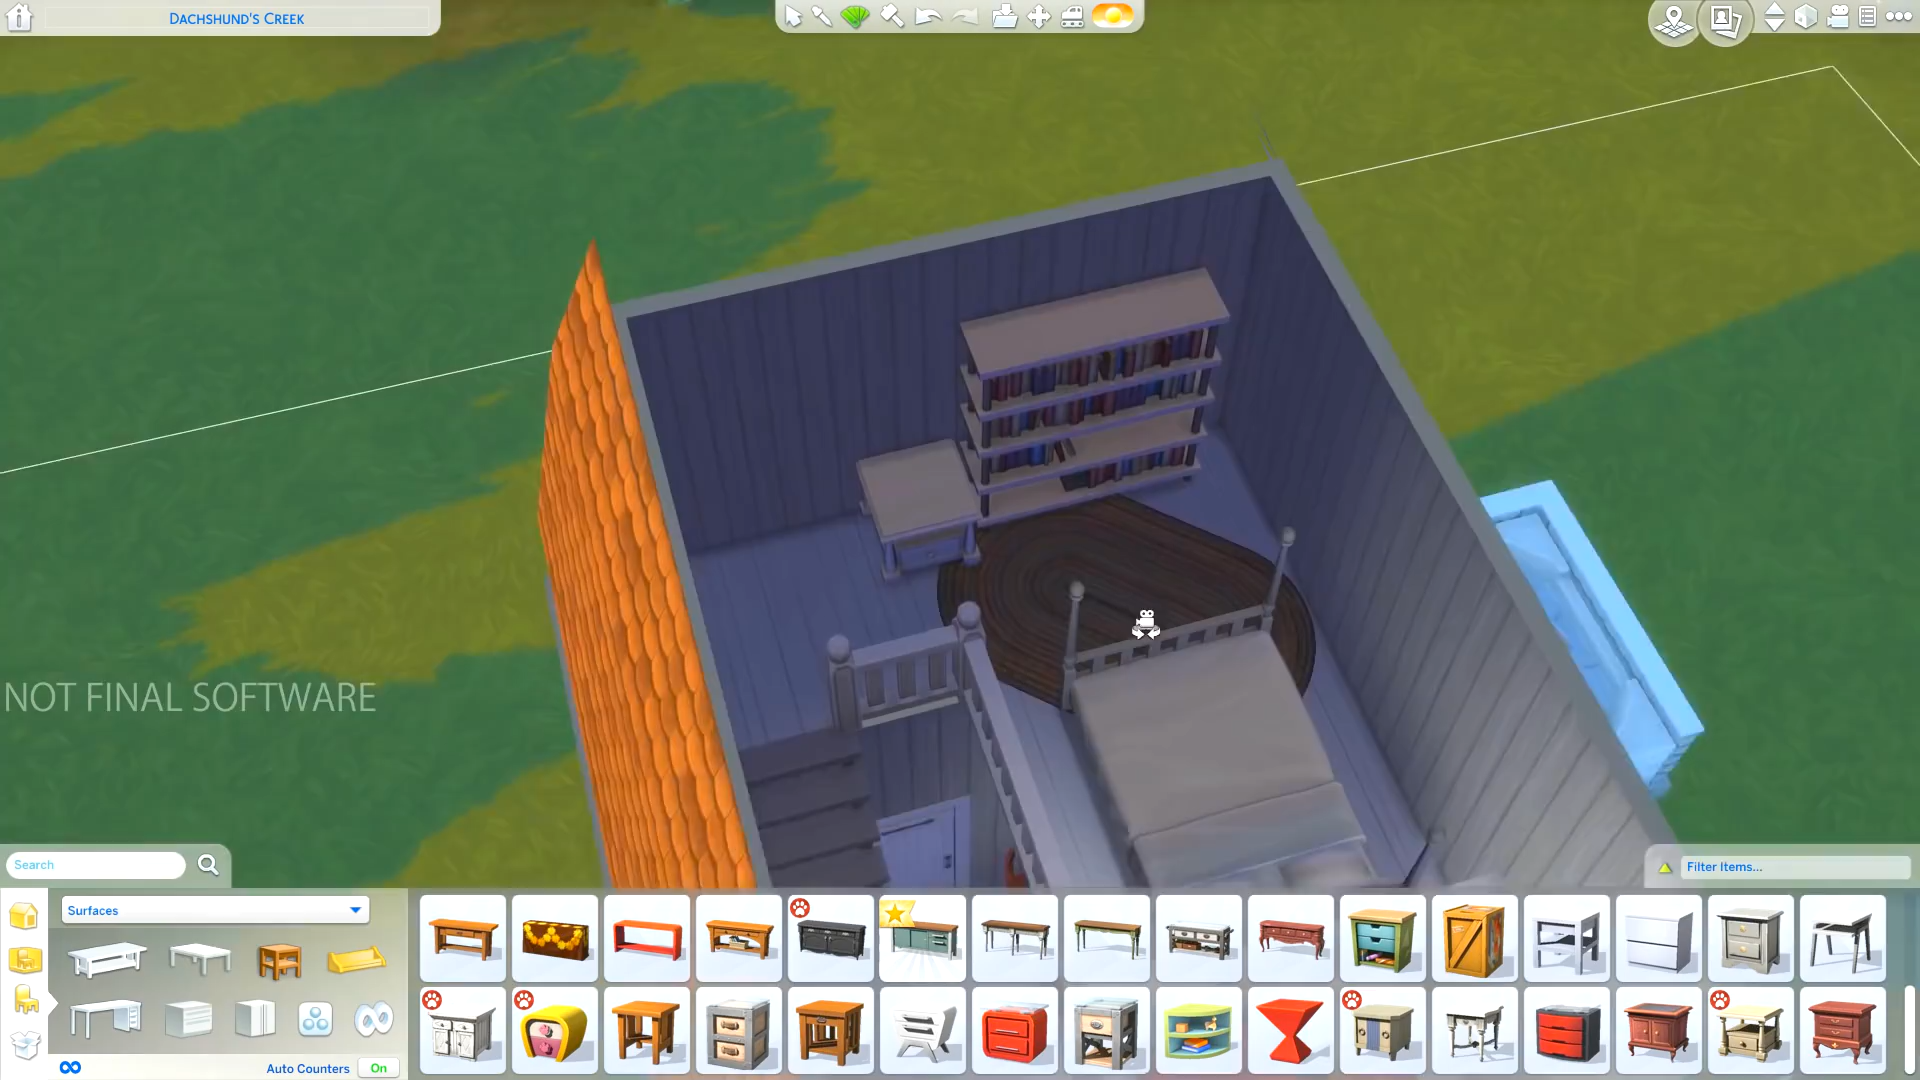 Dachshund's Creek
NOT FINAL SOFTWARE
Search
Filter Items...
Surfaces
Auto Counters On